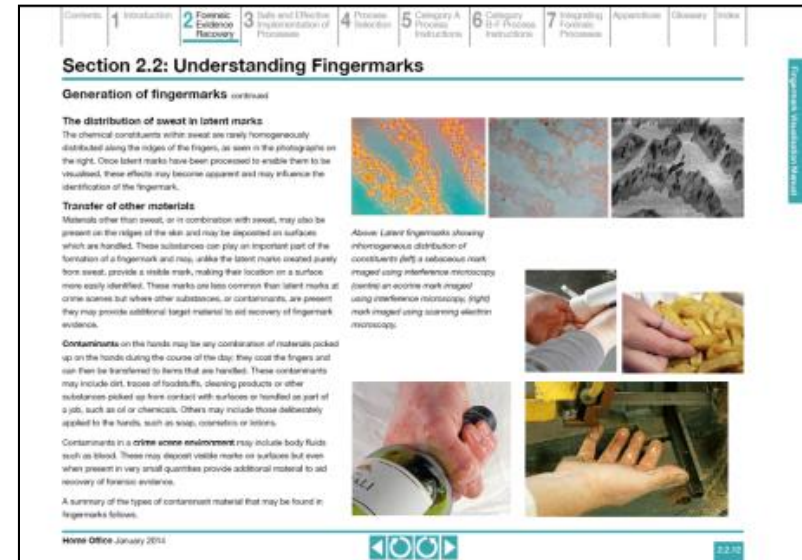 Contents
1 Introduction
2 Forensic
Evidence
Recovery
3 Safe and Effective
Implementation of
Processes
4 Process
Selection
5 Category A
Process
Instructions
6 Category
B-F Process
Instructions
7 Integrating
Forensic
Processes
Appendices
Glossary
Index
Section 2.2: Understanding Fingermarks
Generation of fingermarks continued
The distribution of sweat in latent marks
The chemical constituents within sweat are rarely homogeneously
distributed along the ridges of the fingers, as seen in the photographs on
the right. Once latent marks have been processed to enable them to be
visualised, these effects may become apparent and may influence the
identification of the fingermark.
Transfer of other materials
Materials other than sweat, or in combination with sweat, may also be
present on the ridges of the skin and may be deposited on surfaces
which are handled. These substances can play an important part of the
formation of a fingermark and may, unlike the latent marks created purely
from sweat, provide a visible mark, making their location on a surface
more easily identified. These marks are less common than latent marks at
crime scenes but where other substances, or contaminants, are present
they may provide additional target material to aid recovery of fingermark
evidence.
Contaminants on the hands may be any combination of materials picked
up on the hands during the course of the day: they coat the fingers and
can then be transferred to items that are handled. These contaminants
may include dirt, traces of foodstuffs, cleaning products or other
substances picked up from contact with surfaces or handled as part of
a job, such as oil or chemicals. Others may include those deliberately
applied to the hands, such as soap, cosmetics or lotions.
Contaminants in a crime scene environment may include body fluids
such as blood. These may deposit visible marks on surfaces but even
when present in very small quantities provide additional material to aid
recovery of forensic evidence.
A summary of the types of contaminant material that may be found in
fingermarks follows.
Above: Latent fingermarks showing
inhomogeneous distribution of
constituents (left) a sebaceous mark
imaged using interference microscopy,
(centre) an eccrine mark imaged
using interference microscopy, (right)
mark imaged using scanning electron
microscopy.
Fingermark Visualisation Manual
Home Office January 2014
2.2.12